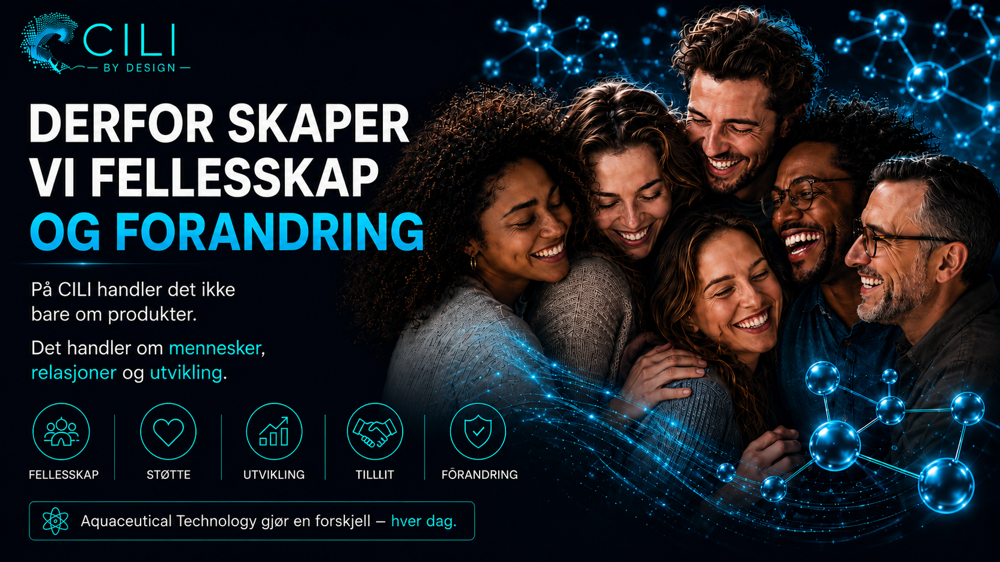 CILI
BY DESIGN
DERFOR SKAPER
VI FELLESSKAP
OG FORANDRING
På CILI handler det ikke
bare om produkter.
Det handler om mennesker,
relasjoner og utvikling.
FELLESSKAP
STØTTE
UTVIKLING
TILLLIT
FŌRANDRING
Aquaceutical Technology gjør en forskjell – hver dag.